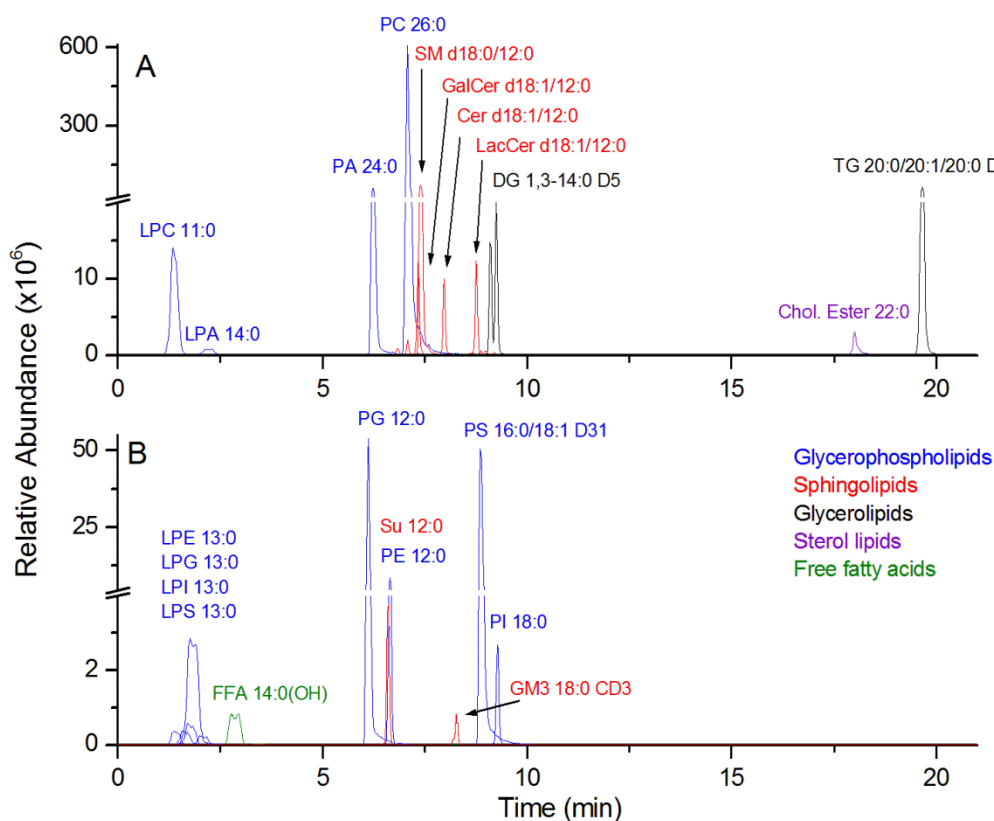 Relative Abundance (x10⁶)
A
600
300
10
0
PC 26:0
SM d18:0/12:0
GalCer d18:1/12:0
Cer d18:1/12:0
LacCer d18:1/12:0
PA 24:0
DG 1,3-14:0 D5
TG 20:0/20:1/20:0 D
LPC 11:0
LPA 14:0
Chol. Ester 22:0
0 5 10 15 20
B
50
25
2
0
PG 12:0
PS 16:0/18:1 D31
Su 12:0
PE 12:0
LPE 13:0
LPG 13:0
LPI 13:0
LPS 13:0
PI 18:0
FFA 14:0(OH)
GM3 18:0 CD3
Glycerophospholipids
Sphingolipids
Glycerolipids
Sterol lipids
Free fatty acids
0 5 10 15 20
Time (min)